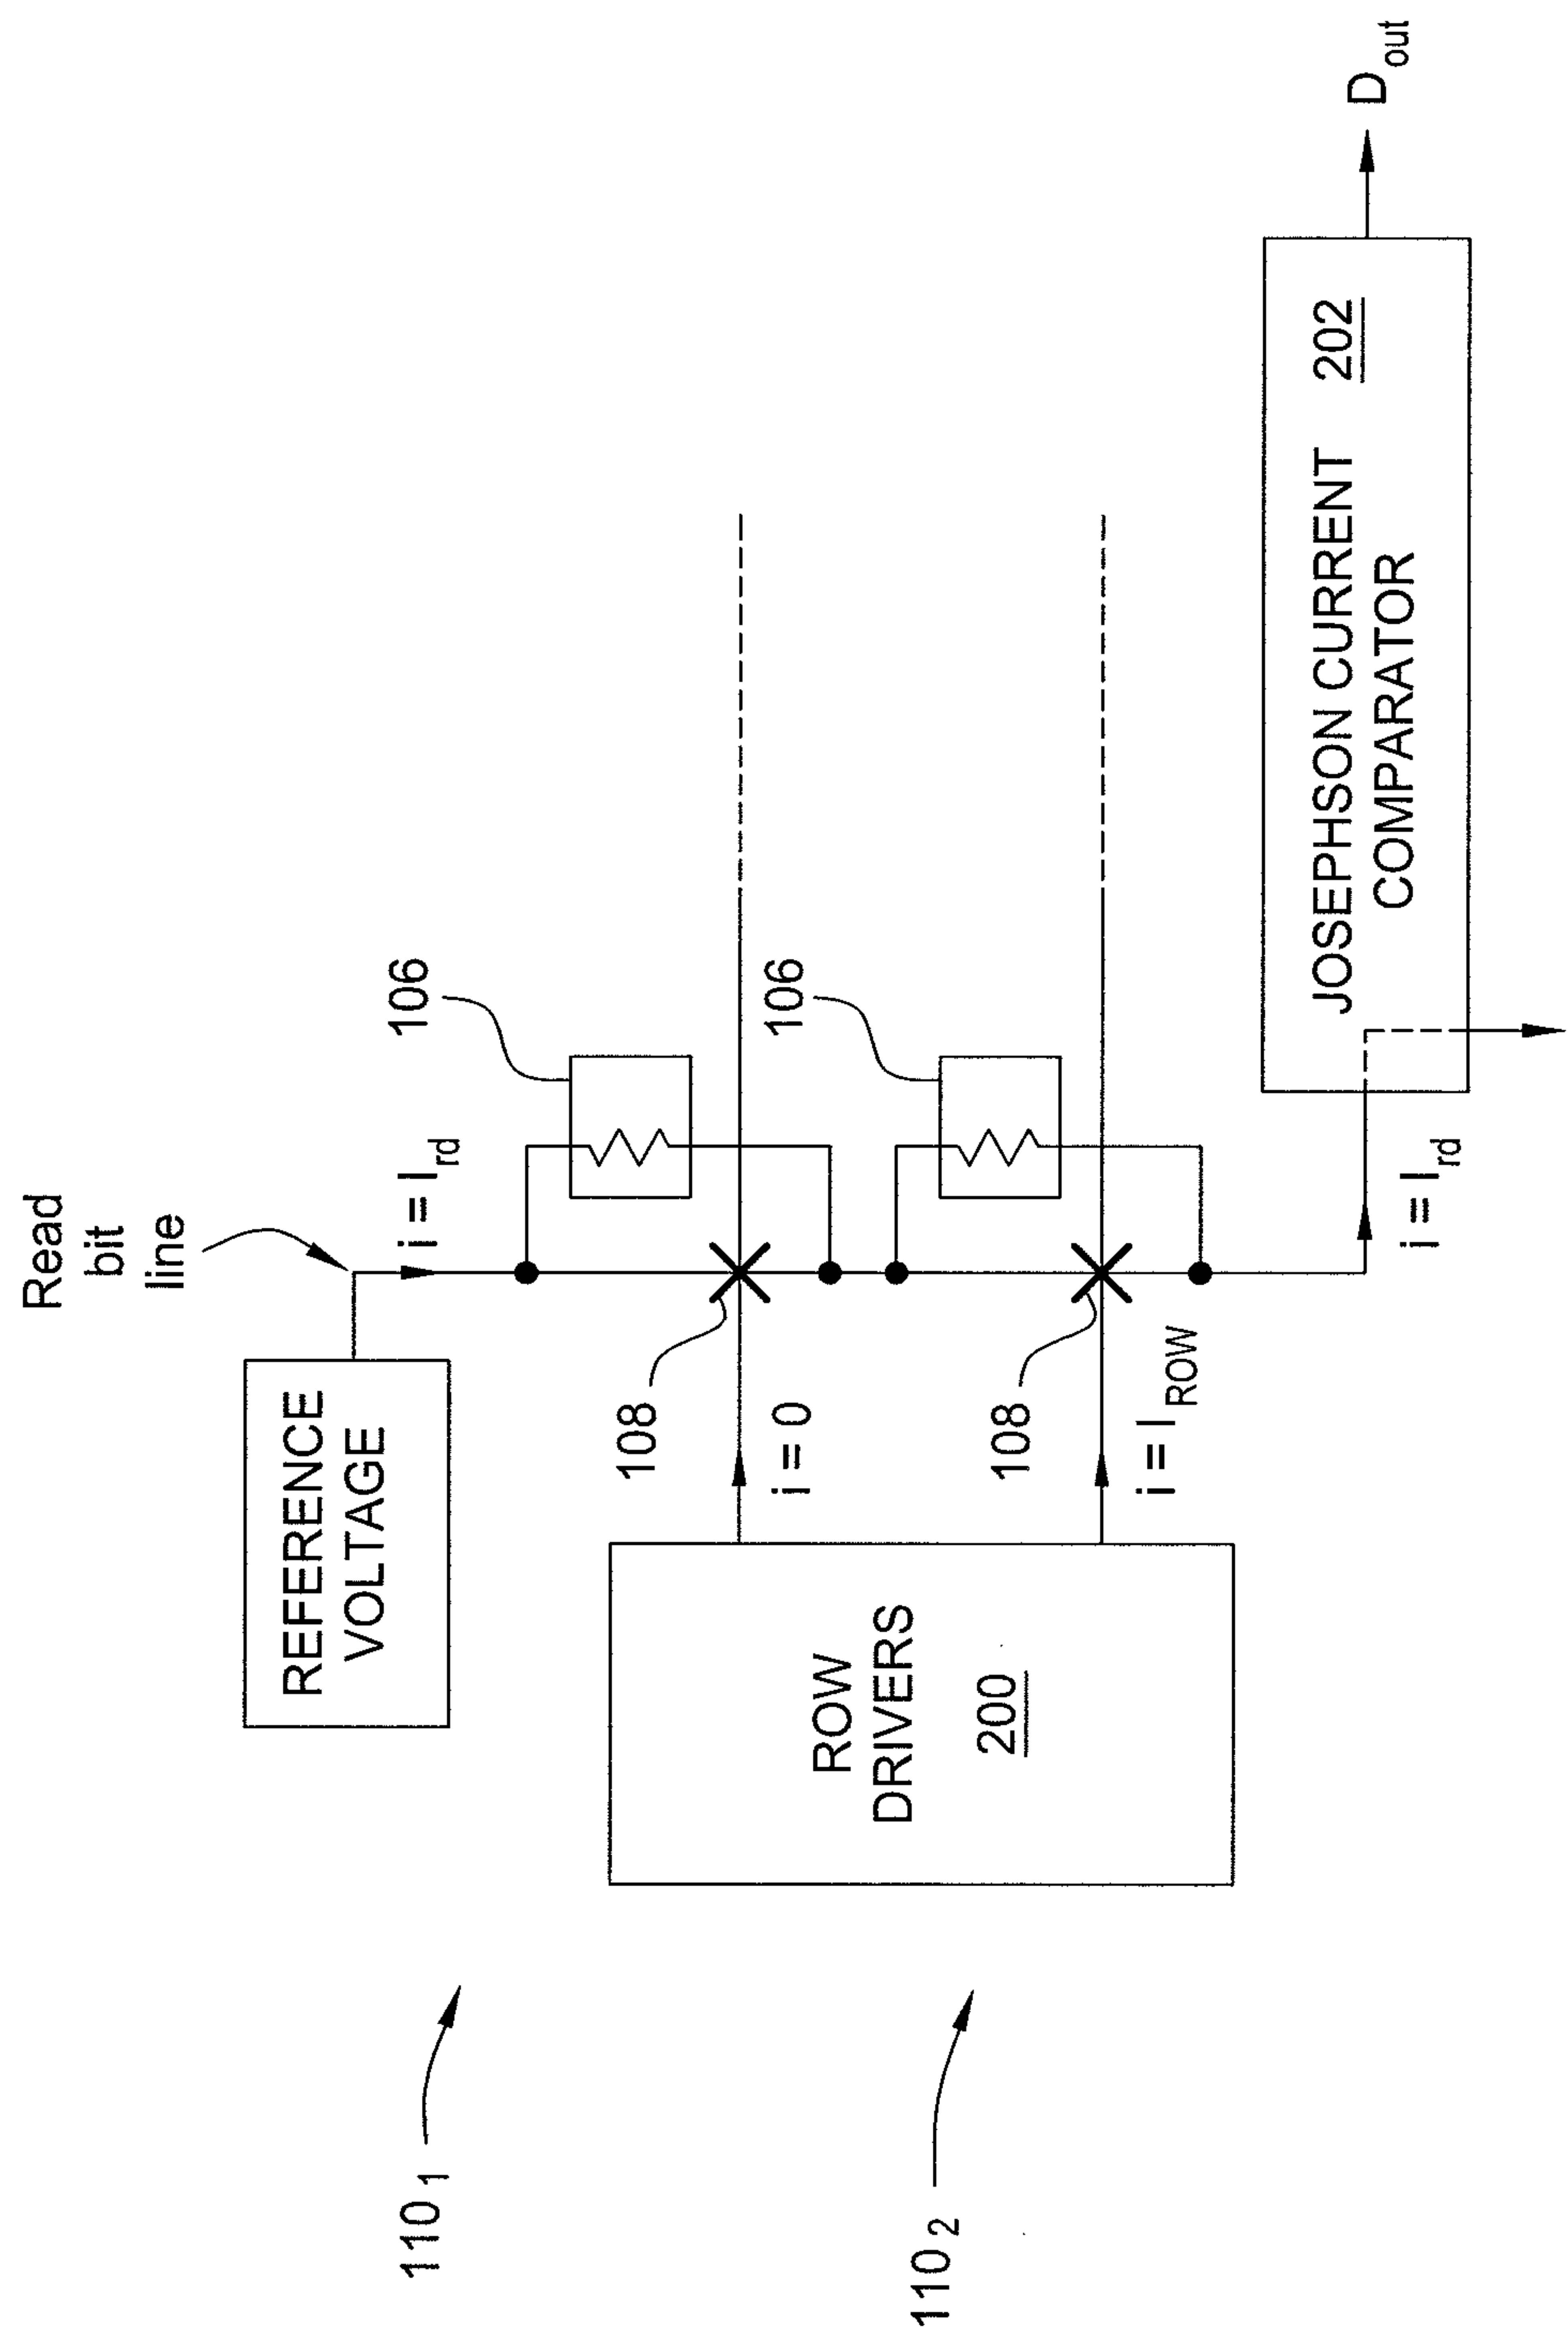 Read
bit
line
REFERENCE
VOLTAGE
i = I_rd
106
108
i = 0
106
108
i = I_ROW
ROW
DRIVERS
200
110_1
110_2
i = I_rd
JOSEPHSON CURRENT 202
COMPARATOR
D_out